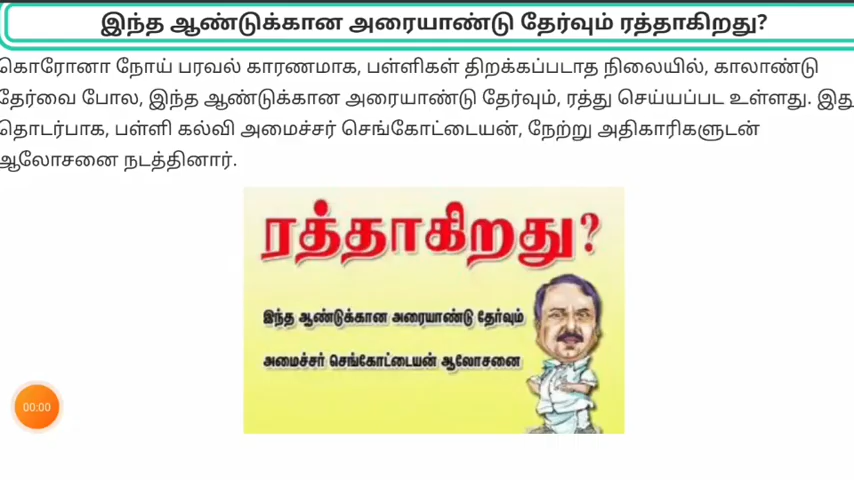 இந்த ஆண்டுக்கான அரையாண்டு தேர்வும் ரத்தாகிறது?
கொரோனா நோய் பரவல் காரணமாக, பள்ளிகள் திறக்கப்படாத நிலையில், காலாண்டு
தேர்வை போல, இந்த ஆண்டுக்கான அரையாண்டு தேர்வும், ரத்து செய்யப்பட உள்ளது. இது
தொடர்பாக, பள்ளி கல்வி அமைச்சர் செங்கோட்டையன், நேற்று அதிகாரிகளுடன்
ஆலோசனை நடத்தினார்.
ரத்தாகிறது?
இந்த ஆண்டுக்கான அரையாண்டு தேர்வும்
அமைச்சர் செங்கோட்டையன் ஆலோசனை
00:00